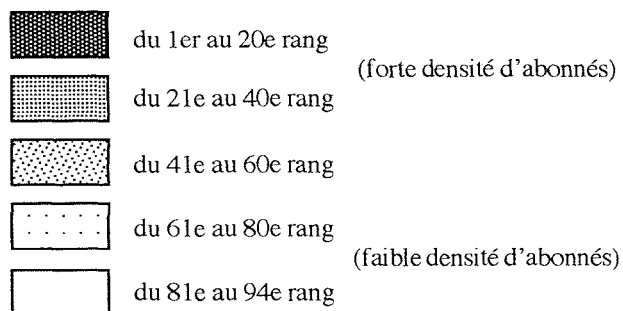 du 1er au 20e rang
(forte densité d'abonnés)
du 21e au 40e rang
du 41e au 60e rang
du 61e au 80e rang
(faible densité d'abonnés)
du 81e au 94e rang